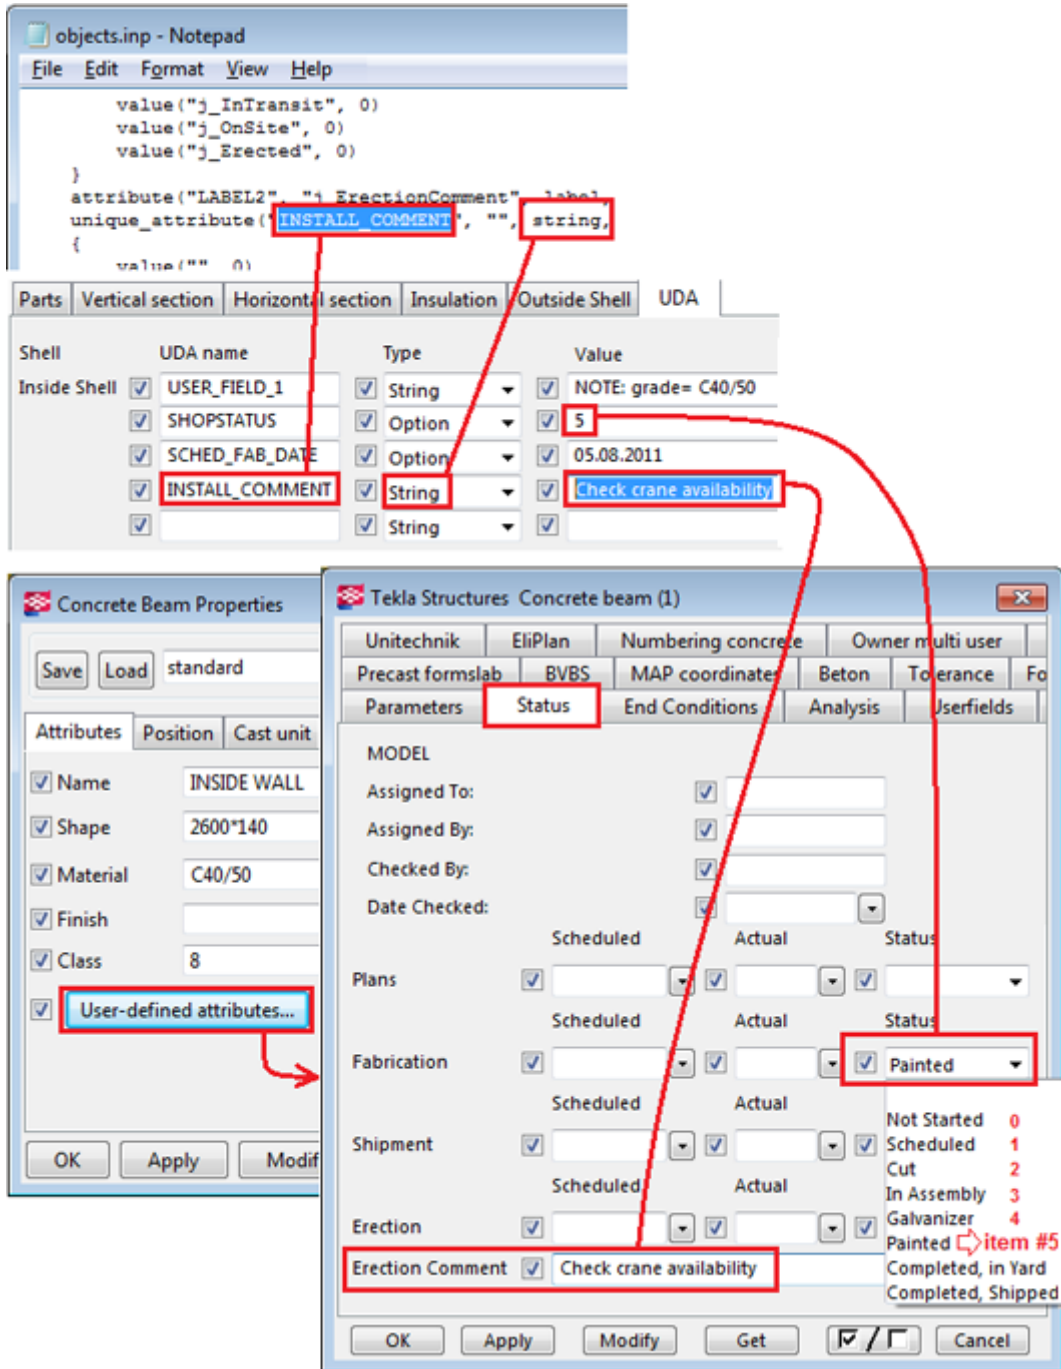 objects.inp - Notepad
File Edit Format View Help
value("j_InTransit", 0)
value("j_OnSite", 0)
value("j_Erected", 0)
}
attribute("LABEL2", "j_ErectionComment", label,
unique_attribute("INSTALL_COMMENT", "", string,
{
value("", 0)
Parts Vertical section Horizontal section Insulation Outside Shell UDA
Shell UDA name Type Value
Inside Shell USER_FIELD_1 String NOTE: grade= C40/50
SHOPSTATUS Option 5
SCHED_FAB_DATE Option 05.08.2011
INSTALL_COMMENT String Check crane availability
String
Concrete Beam Properties
Save Load standard
Attributes Position Cast unit
Name INSIDE WALL
Shape 2600*140
Material C40/50
Finish
Class 8
User-defined attributes...
OK Apply Modif
Tekla Structures Concrete beam (1)
Unitechnik EliPlan Numbering concrete Owner multi user
Precast formslab BVBS MAP coordinates Beton Tolerance Fo
Parameters Status End Conditions Analysis Userfields
MODEL
Assigned To:
Assigned By:
Checked By:
Date Checked:
Scheduled Actual Status
Plans
Scheduled Actual Status
Fabrication Painted
Scheduled Actual
Shipment
Scheduled Actual
Erection
Erection Comment Check crane availability
Not Started 0
Scheduled 1
Cut 2
In Assembly 3
Galvanizer 4
Painted item #5
Completed, in Yard
Completed, Shipped
OK Apply Modify Get / Cancel